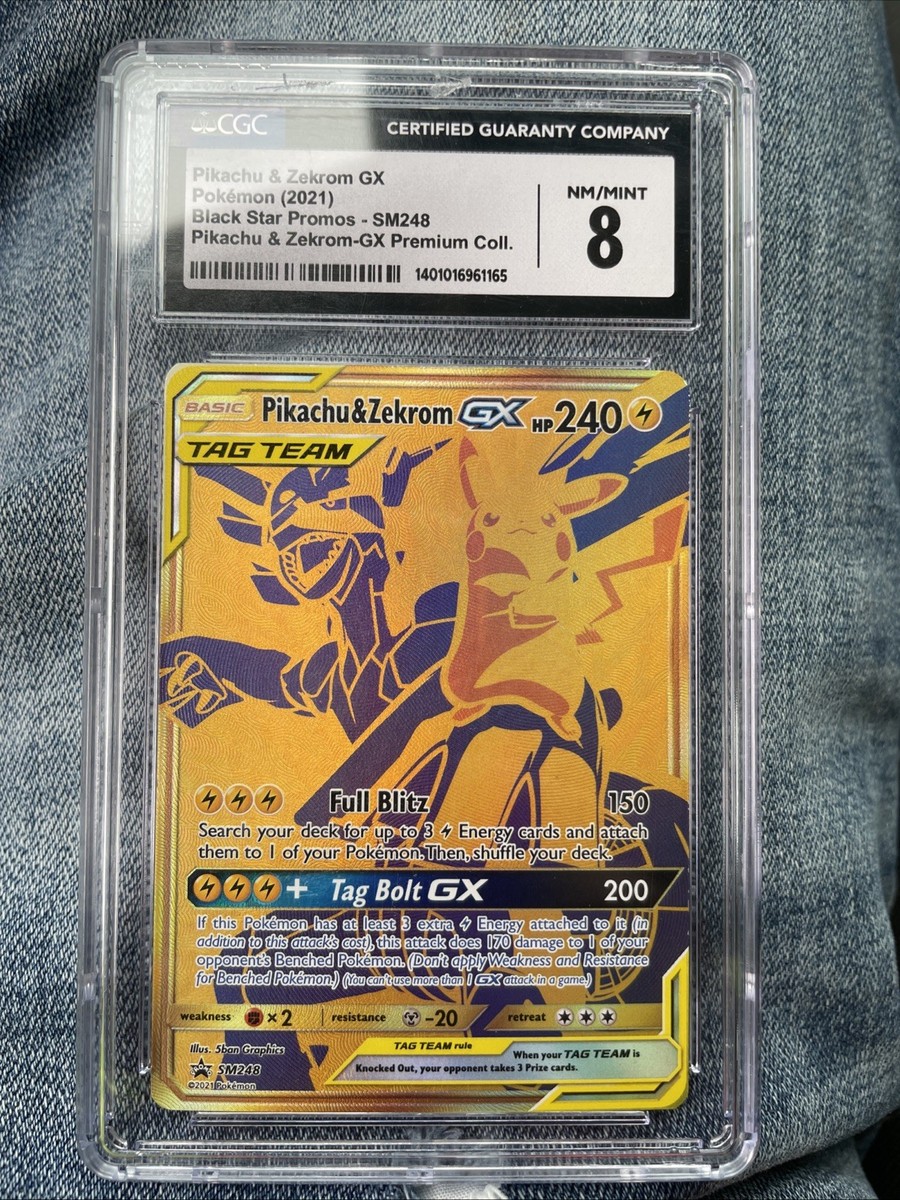 CGC
CERTIFIED GUARANTY COMPANY
Pikachu & Zekrom GX
Pokémon (2021)
Black Star Promos - SM248
Pikachu & Zekrom-GX Premium Coll.
1401016961165
NM/MINT
8
BASIC
Pikachu&Zekrom GX HP240
TAG TEAM
Full Blitz 150
Search your deck for up to 3 Energy cards and attach
them to 1 of your Pokémon. Then, shuffle your deck.
+ Tag Bolt GX 200
If this Pokémon has at least 3 extra Energy attached to it (in
addition to this attack's cost), this attack does 170 damage to 1 of your
opponent's Benched Pokémon. (Don't apply Weakness and Resistance
for Benched Pokémon.) (You can't use more than 1 GX attack in a game.)
weakness ×2 resistance -20 retreat
Illus. 5ban Graphics
SM248
©2021 Pokémon
TAG TEAM rule
When your TAG TEAM is
Knocked Out, your opponent takes 3 Prize cards.